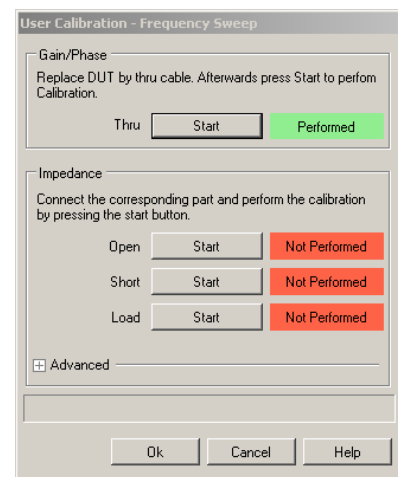 User Calibration - Frequency Sweep
Gain/Phase
Replace DUT by thru cable. Afterwards press Start to perfom
Calibration.
Thru Start Performed
Impedance
Connect the corresponding part and perform the calibration
by pressing the start button.
Open Start Not Performed
Short Start Not Performed
Load Start Not Performed
Advanced
Ok Cancel Help